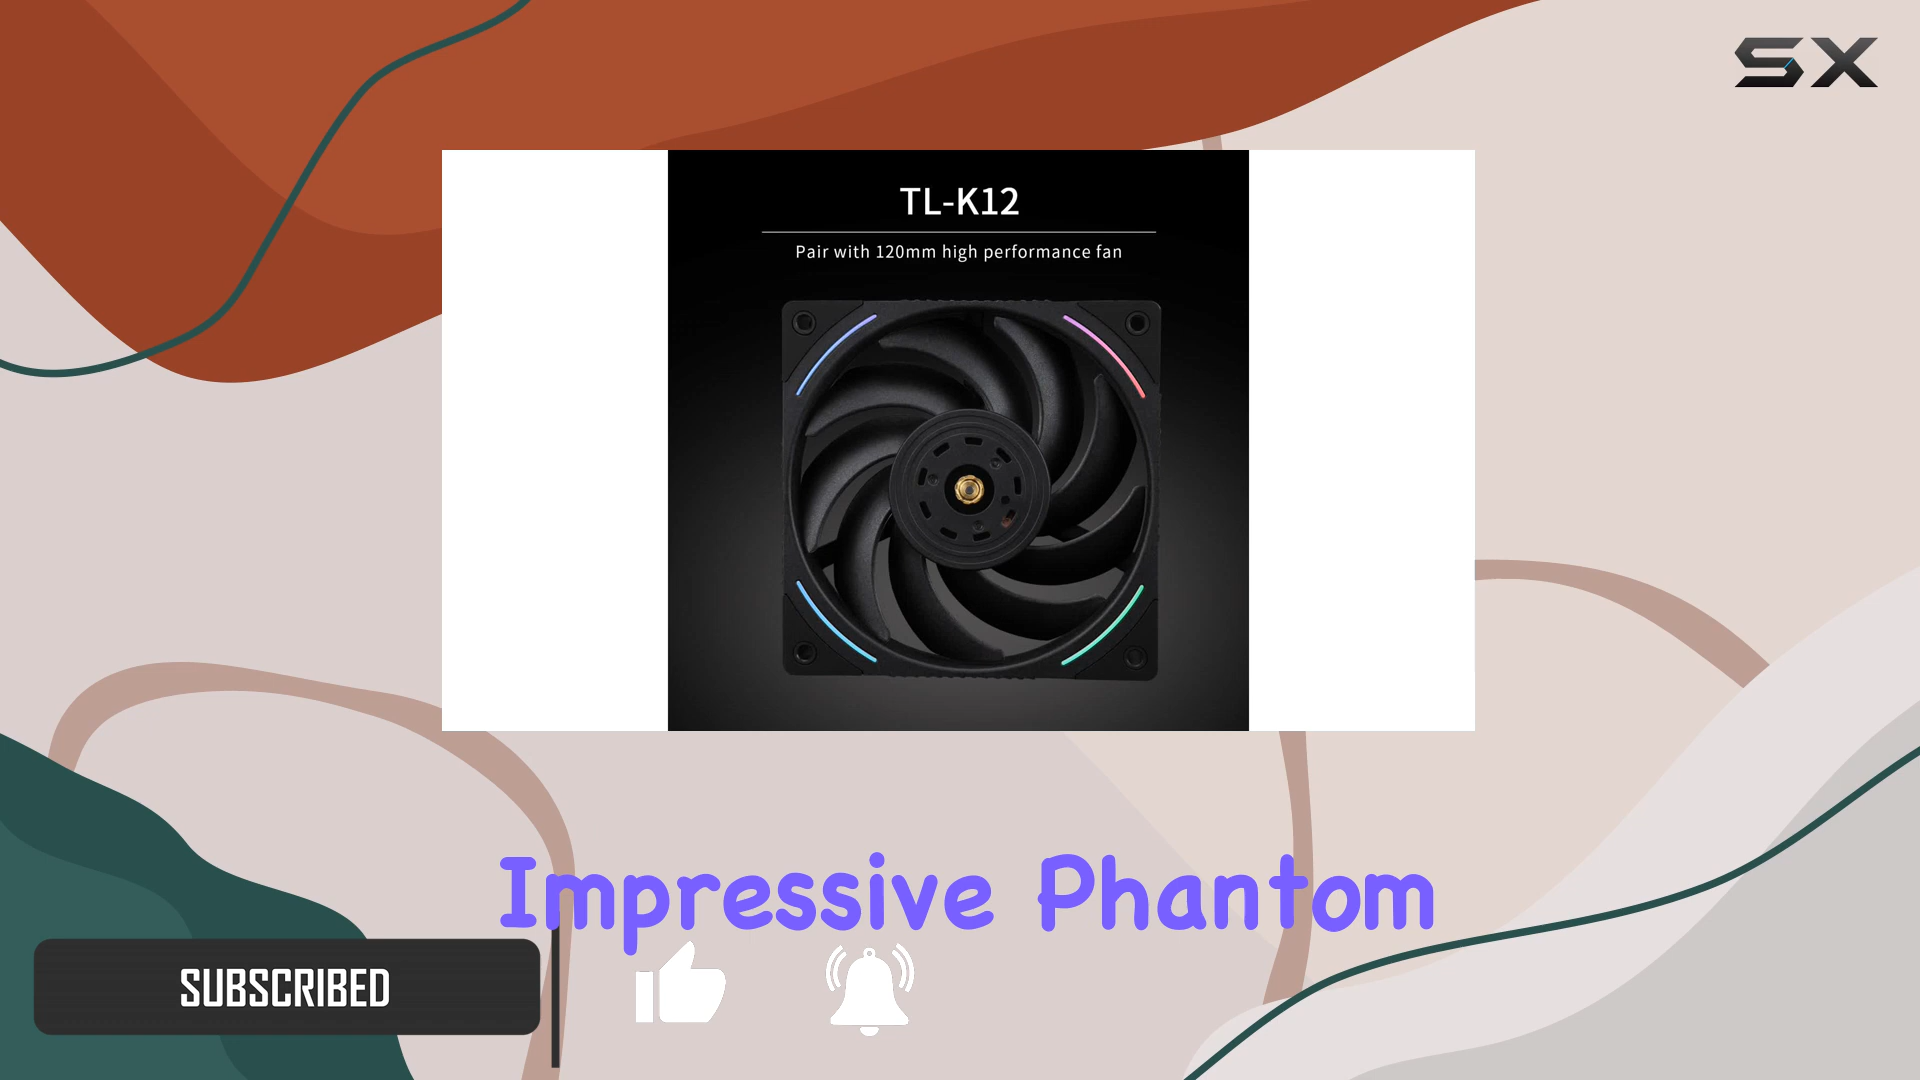 SX
TL-K12
Pair with 120mm high performance fan
Impressive Phantom
SUBSCRIBED